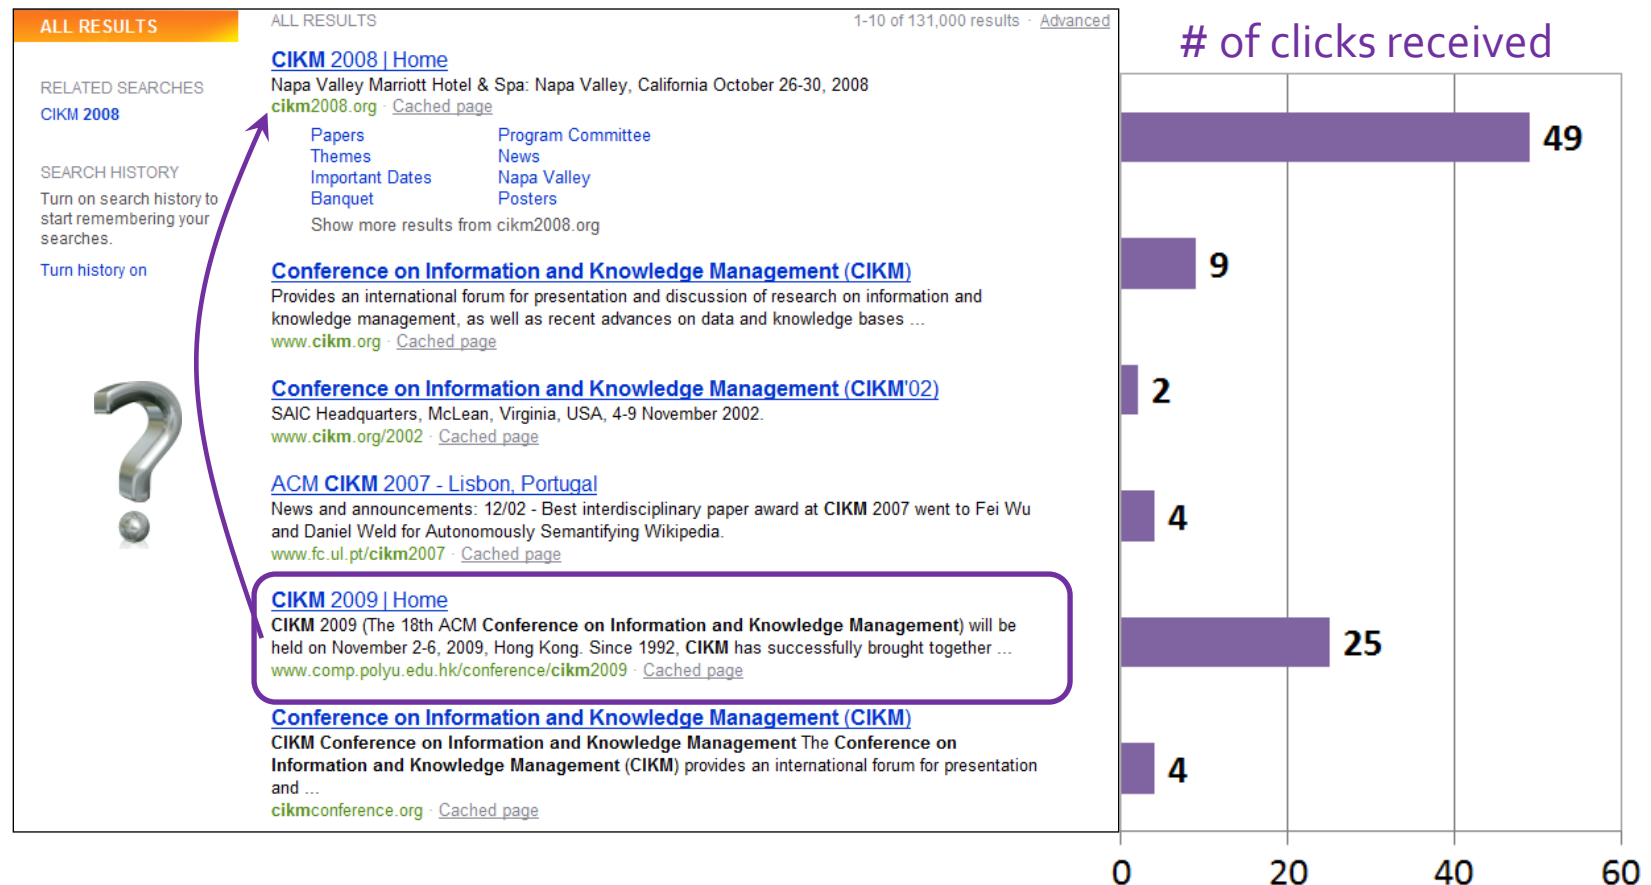 ALL RESULTS
RELATED SEARCHES
CIKM 2008
SEARCH HISTORY
Turn on search history to
start remembering your
searches.
Turn history on
ALL RESULTS
1-10 of 131,000 results · Advanced
CIKM 2008 | Home
Napa Valley Marriott Hotel & Spa: Napa Valley, California October 26-30, 2008
cikm2008.org · Cached page
Papers Program Committee
Themes News
Important Dates Napa Valley
Banquet Posters
Show more results from cikm2008.org
Conference on Information and Knowledge Management (CIKM)
Provides an international forum for presentation and discussion of research on information and
knowledge management, as well as recent advances on data and knowledge bases ...
www.cikm.org · Cached page
Conference on Information and Knowledge Management (CIKM'02)
SAIC Headquarters, McLean, Virginia, USA, 4-9 November 2002.
www.cikm.org/2002 · Cached page
ACM CIKM 2007 - Lisbon, Portugal
News and announcements: 12/02 - Best interdisciplinary paper award at CIKM 2007 went to Fei Wu
and Daniel Weld for Autonomously Semantifying Wikipedia.
www.fc.ul.pt/cikm2007 · Cached page
CIKM 2009 | Home
CIKM 2009 (The 18th ACM Conference on Information and Knowledge Management) will be
held on November 2-6, 2009, Hong Kong. Since 1992, CIKM has successfully brought together ...
www.comp.polyu.edu.hk/conference/cikm2009 · Cached page
Conference on Information and Knowledge Management (CIKM)
CIKM Conference on Information and Knowledge Management The Conference on
Information and Knowledge Management (CIKM) provides an international forum for presentation
and ...
cikmconference.org · Cached page
# of clicks received
49
9
2
4
25
4
0 20 40 60